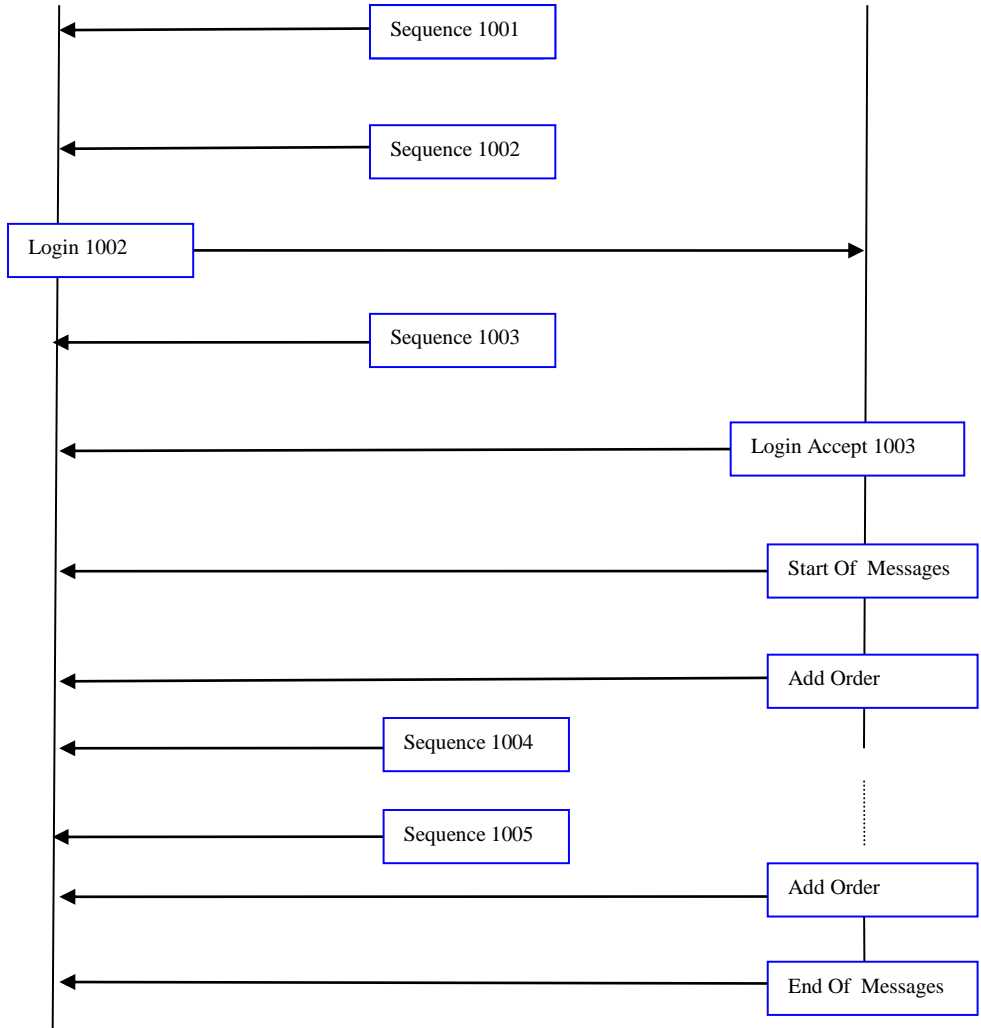 Sequence 1001
Sequence 1002
Login 1002
Sequence 1003
Login Accept 1003
Start Of  Messages
Add Order
Sequence 1004
Sequence 1005
Add Order
End Of  Messages